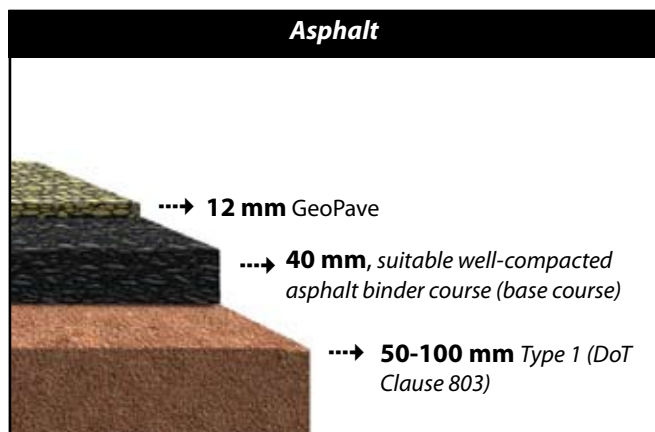 Asphalt
12 mm GeoPave
40 mm, suitable well-compacted
asphalt binder course (base course)
50-100 mm Type 1 (DoT
Clause 803)